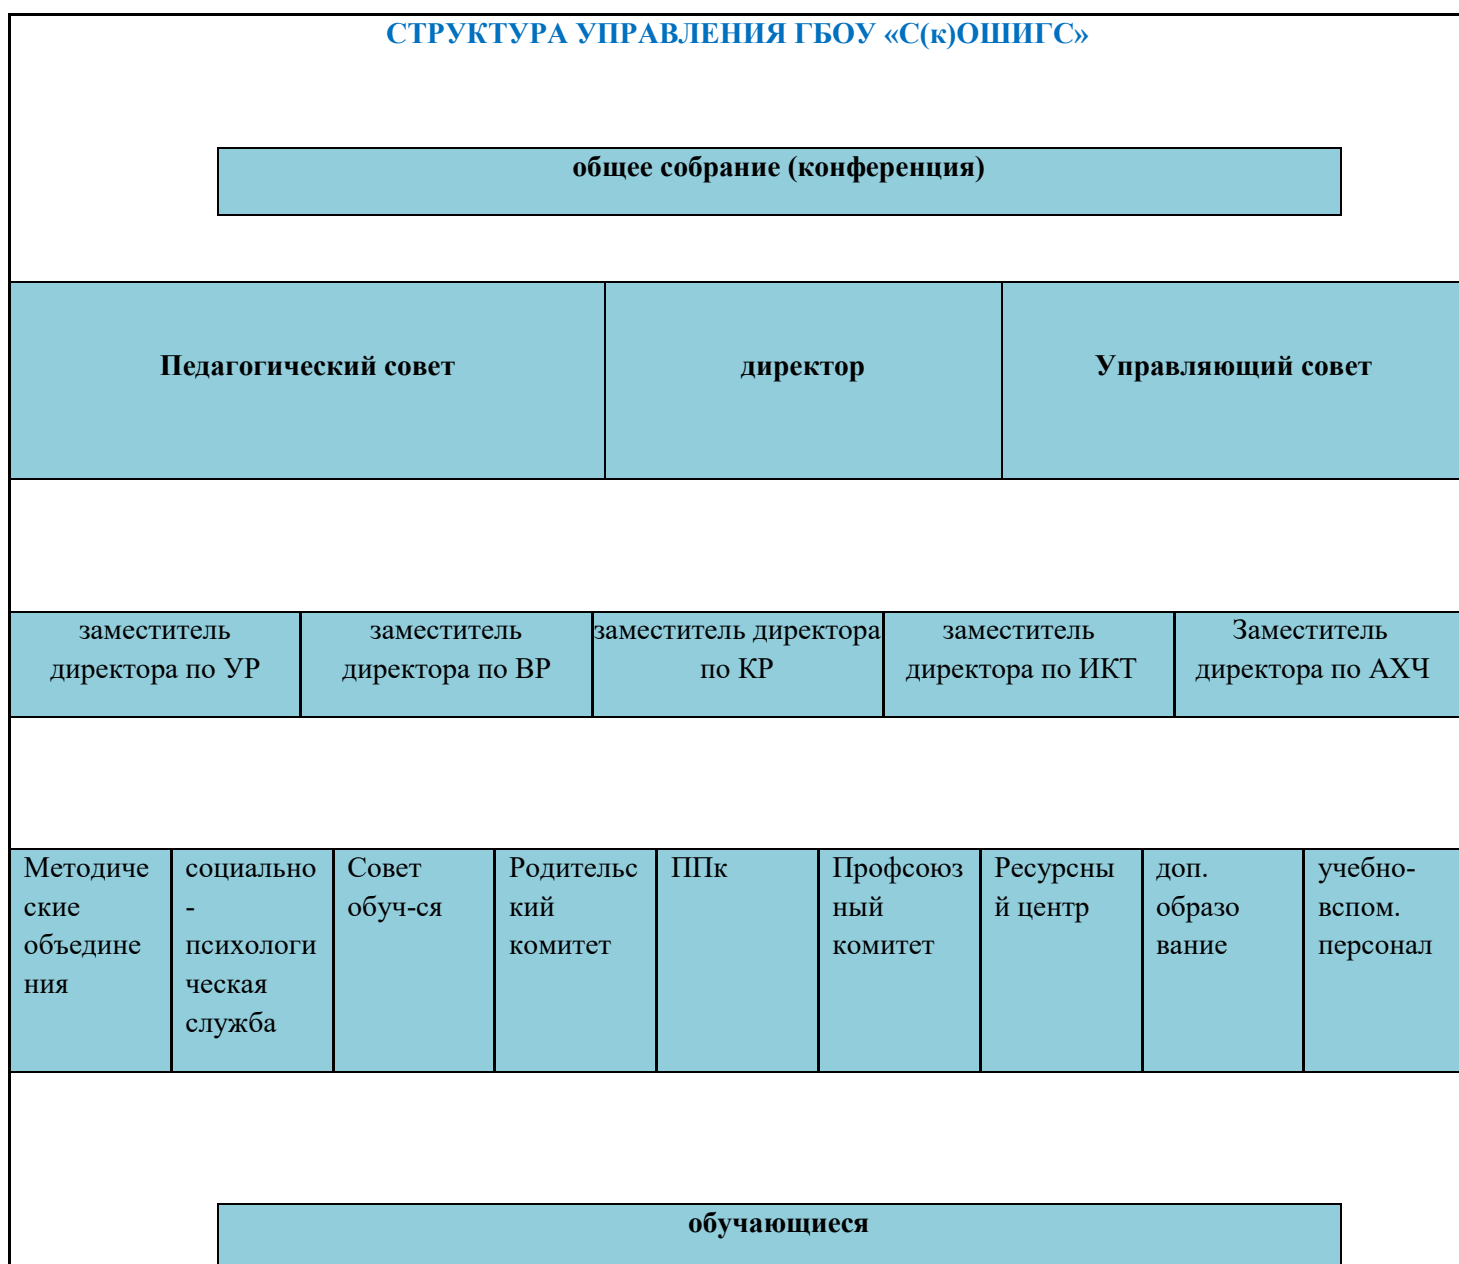 СТРУКТУРА УПРАВЛЕНИЯ ГБОУ «С(к)ОШИГС»
общее собрание (конференция)
Педагогический совет
директор
Управляющий совет
заместитель
директора по УР
заместитель
директора по ВР
заместитель директора
по КР
заместитель
директора по ИКТ
Заместитель
директора по АХЧ
Методиче
ские
объедине
ния
социально
-
психологи
ческая
служба
Совет
обуч-ся
Родительс
кий
комитет
ППк
Профсоюз
ный
комитет
Ресурсны
й центр
доп.
образо
вание
учебно-
вспом.
персонал
обучающиеся